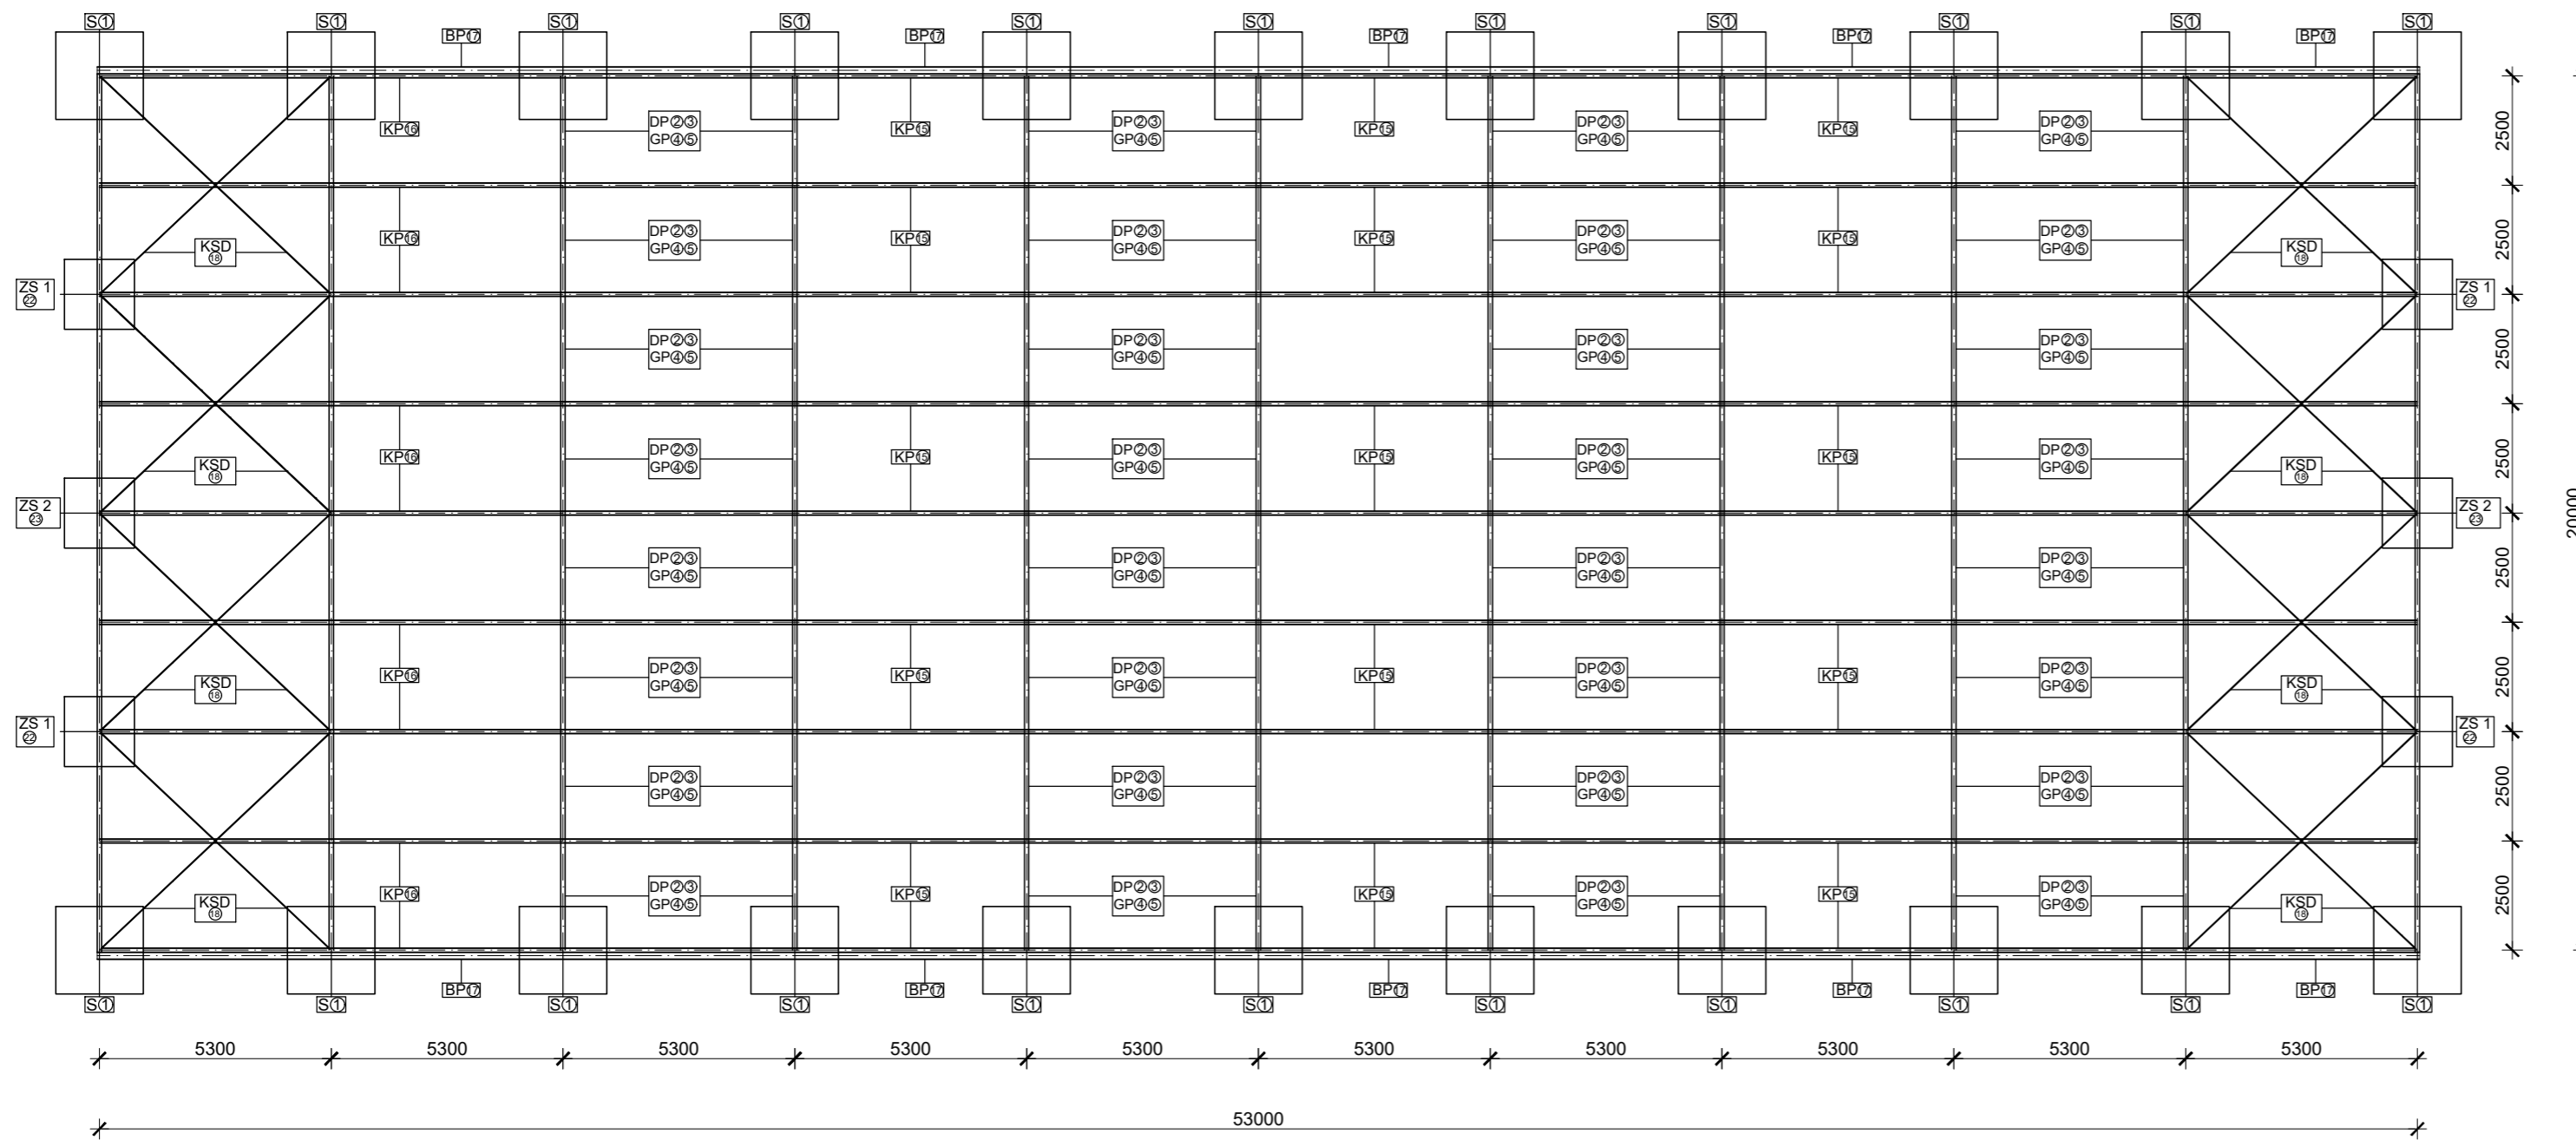 S① S① S① S① S① S① S① S① S① S① S①
BP⑰ BP⑰ BP⑰ BP⑰ BP⑰
KP⑯ DP②③ KP⑮ DP②③ KP⑮ DP②③ KP⑮ DP②③ 2500
GP④⑤ GP④⑤ GP④⑤ GP④⑤
KP⑯ DP②③ KP⑮ DP②③ KP⑮ DP②③ KP⑮ DP②③ 2500
GP④⑤ GP④⑤ GP④⑤ GP④⑤
KSD KSD
⑱ ⑱
ZS 1 ZS 1
㉒ ㉒
DP②③ DP②③ DP②③ DP②③ 2500
GP④⑤ GP④⑤ GP④⑤ GP④⑤
KP⑯ DP②③ KP⑮ DP②③ KP⑮ DP②③ KP⑮ DP②③ 2500
GP④⑤ GP④⑤ GP④⑤ GP④⑤
KSD KSD
⑱ ⑱
ZS 2 ZS 2 20000
㉓ ㉓
DP②③ DP②③ DP②③ DP②③ 2500
GP④⑤ GP④⑤ GP④⑤ GP④⑤
KP⑯ DP②③ KP⑮ DP②③ KP⑮ DP②③ KP⑮ DP②③ 2500
GP④⑤ GP④⑤ GP④⑤ GP④⑤
KSD KSD
⑱ ⑱
ZS 1 ZS 1
㉒ ㉒
DP②③ DP②③ DP②③ DP②③ 2500
GP④⑤ GP④⑤ GP④⑤ GP④⑤
KP⑯ DP②③ KP⑮ DP②③ KP⑮ DP②③ KP⑮ DP②③ 2500
GP④⑤ GP④⑤ GP④⑤ GP④⑤
KSD KSD
⑱ ⑱
BP⑰ BP⑰ BP⑰ BP⑰ BP⑰
S① S① S① S① S① S① S① S① S① S① S①
5300 5300 5300 5300 5300 5300 5300 5300 5300 5300
53000